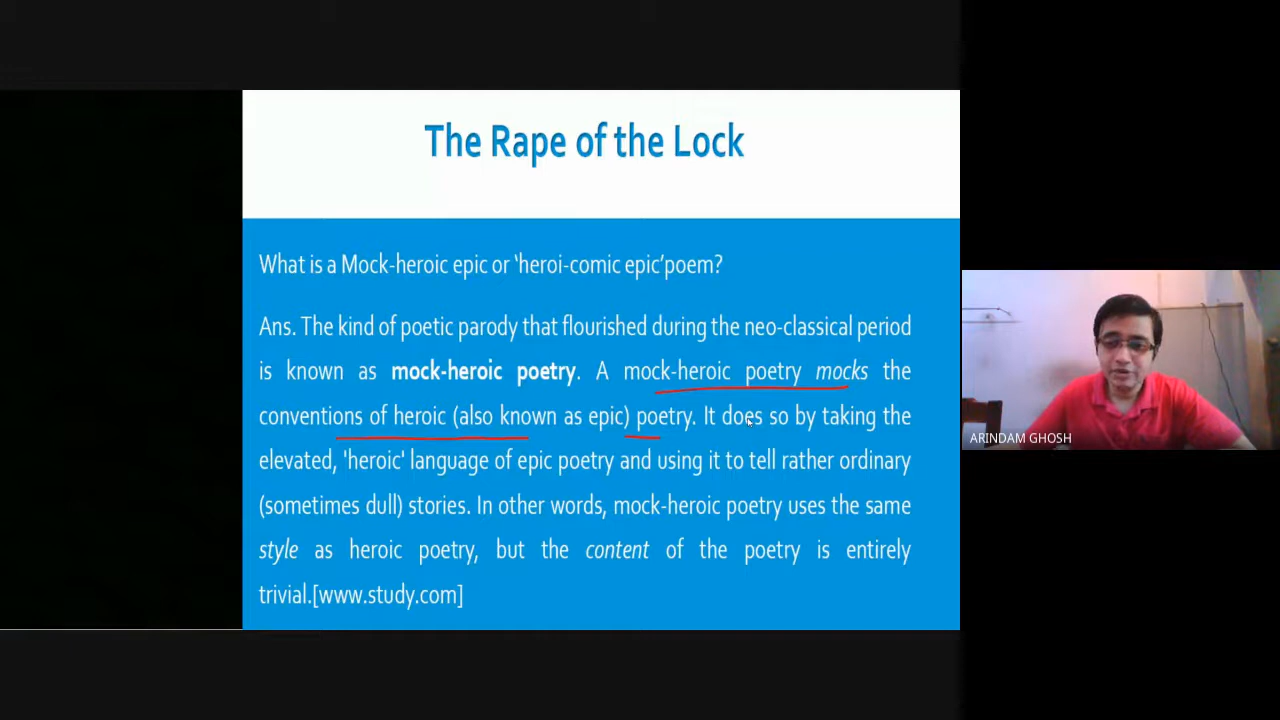 The Rape of the Lock
What is a Mock-heroic epic or ‘heroi-comic epic’poem?
Ans. The kind of poetic parody that flourished during the neo-classical period
is known as mock-heroic poetry. A mock-heroic poetry mocks the
conventions of heroic (also known as epic) poetry. It does so by taking the
elevated, 'heroic' language of epic poetry and using it to tell rather ordinary
(sometimes dull) stories. In other words, mock-heroic poetry uses the same
style as heroic poetry, but the content of the poetry is entirely
trivial.[www.study.com]
ARINDAM GHOSH